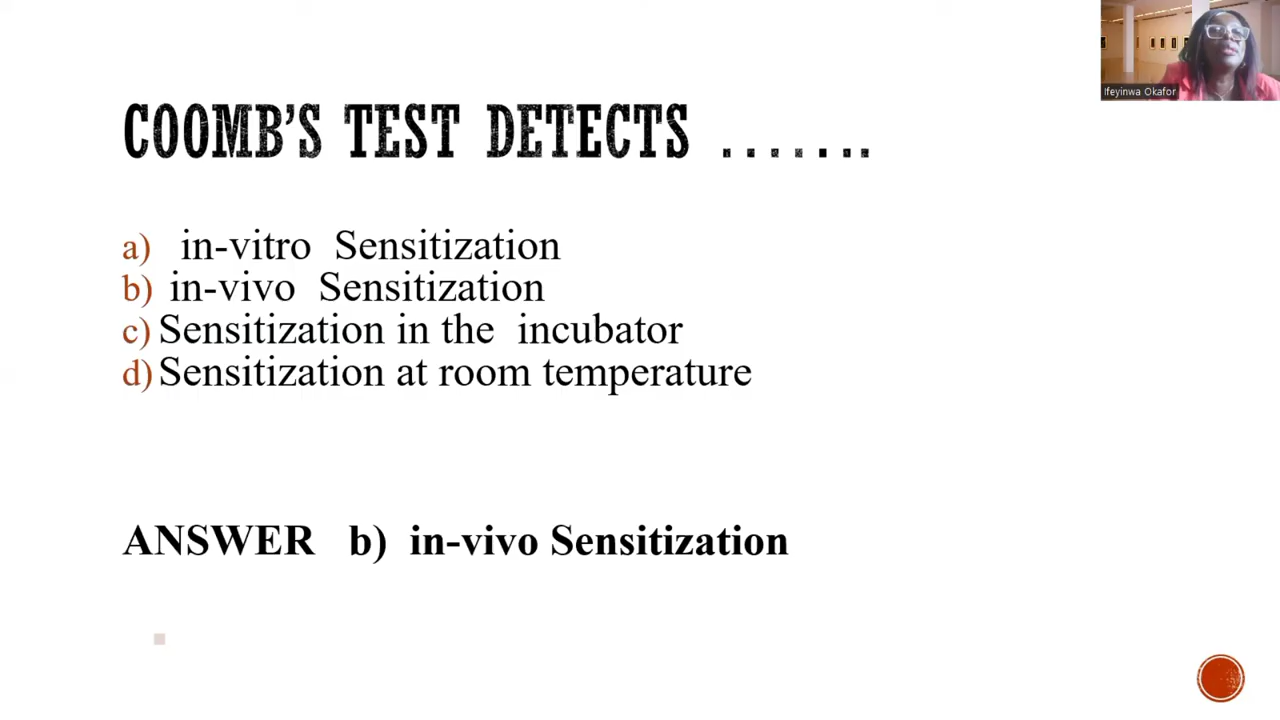 COOMB'S TEST DETECTS .......
a) in-vitro Sensitization
b) in-vivo Sensitization
c) Sensitization in the incubator
d) Sensitization at room temperature
ANSWER b) in-vivo Sensitization
Ifeyinwa Okafor